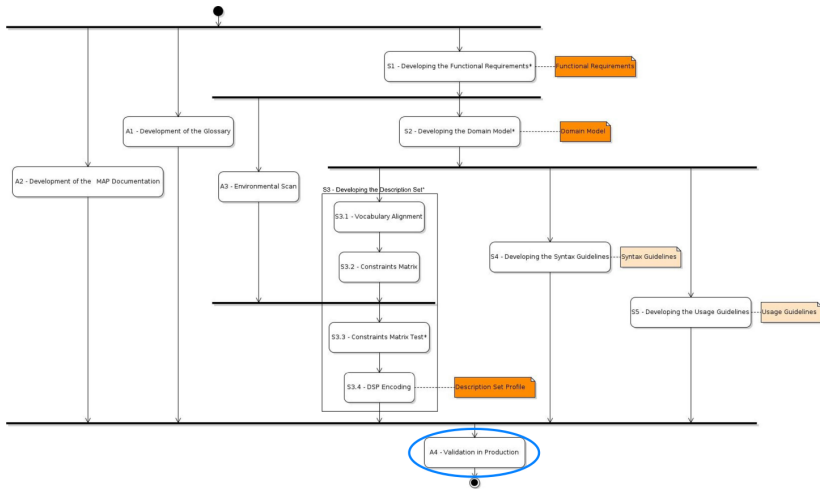 S1 - Developing the Functional Requirements*
Functional Requirements
A1 - Development of the Glossary
S2 - Developing the Domain Model*
Domain Model
A2 - Development of the MAP Documentation
A3 - Environmental Scan
S3 - Developing the Description Set*
S3.1 - Vocabulary Alignment
S3.2 - Constraints Matrix
S4 - Developing the Syntax Guidelines
Syntax Guidelines
S5 - Developing the Usage Guidelines
Usage Guidelines
S3.3 - Constraints Matrix Test*
S3.4 - DSP Encoding
Description Set Profile
A4 - Validation in Production